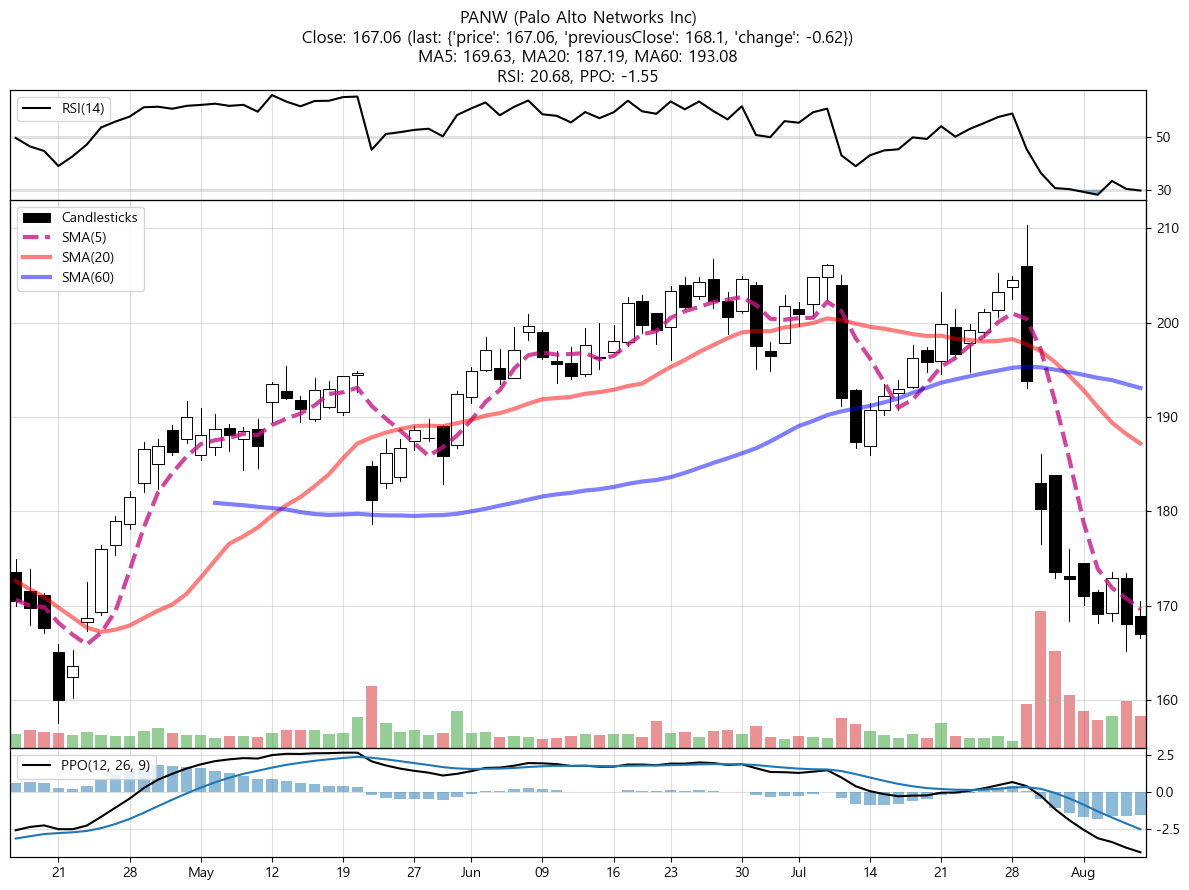 PANW (Palo Alto Networks Inc)
Close: 167.06 (last: {'price': 167.06, 'previousClose': 168.1, 'change': -0.62})
MA5: 169.63, MA20: 187.19, MA60: 193.08
RSI: 20.68, PPO: -1.55
RSI(14)
50
30
Candlesticks
SMA(5)
SMA(20)
SMA(60)
210
200
190
180
170
160
PPO(12, 26, 9)
2.5
0.0
-2.5
21 28 May 12 19 27 Jun 09 16 23 30 Jul 14 21 28 Aug